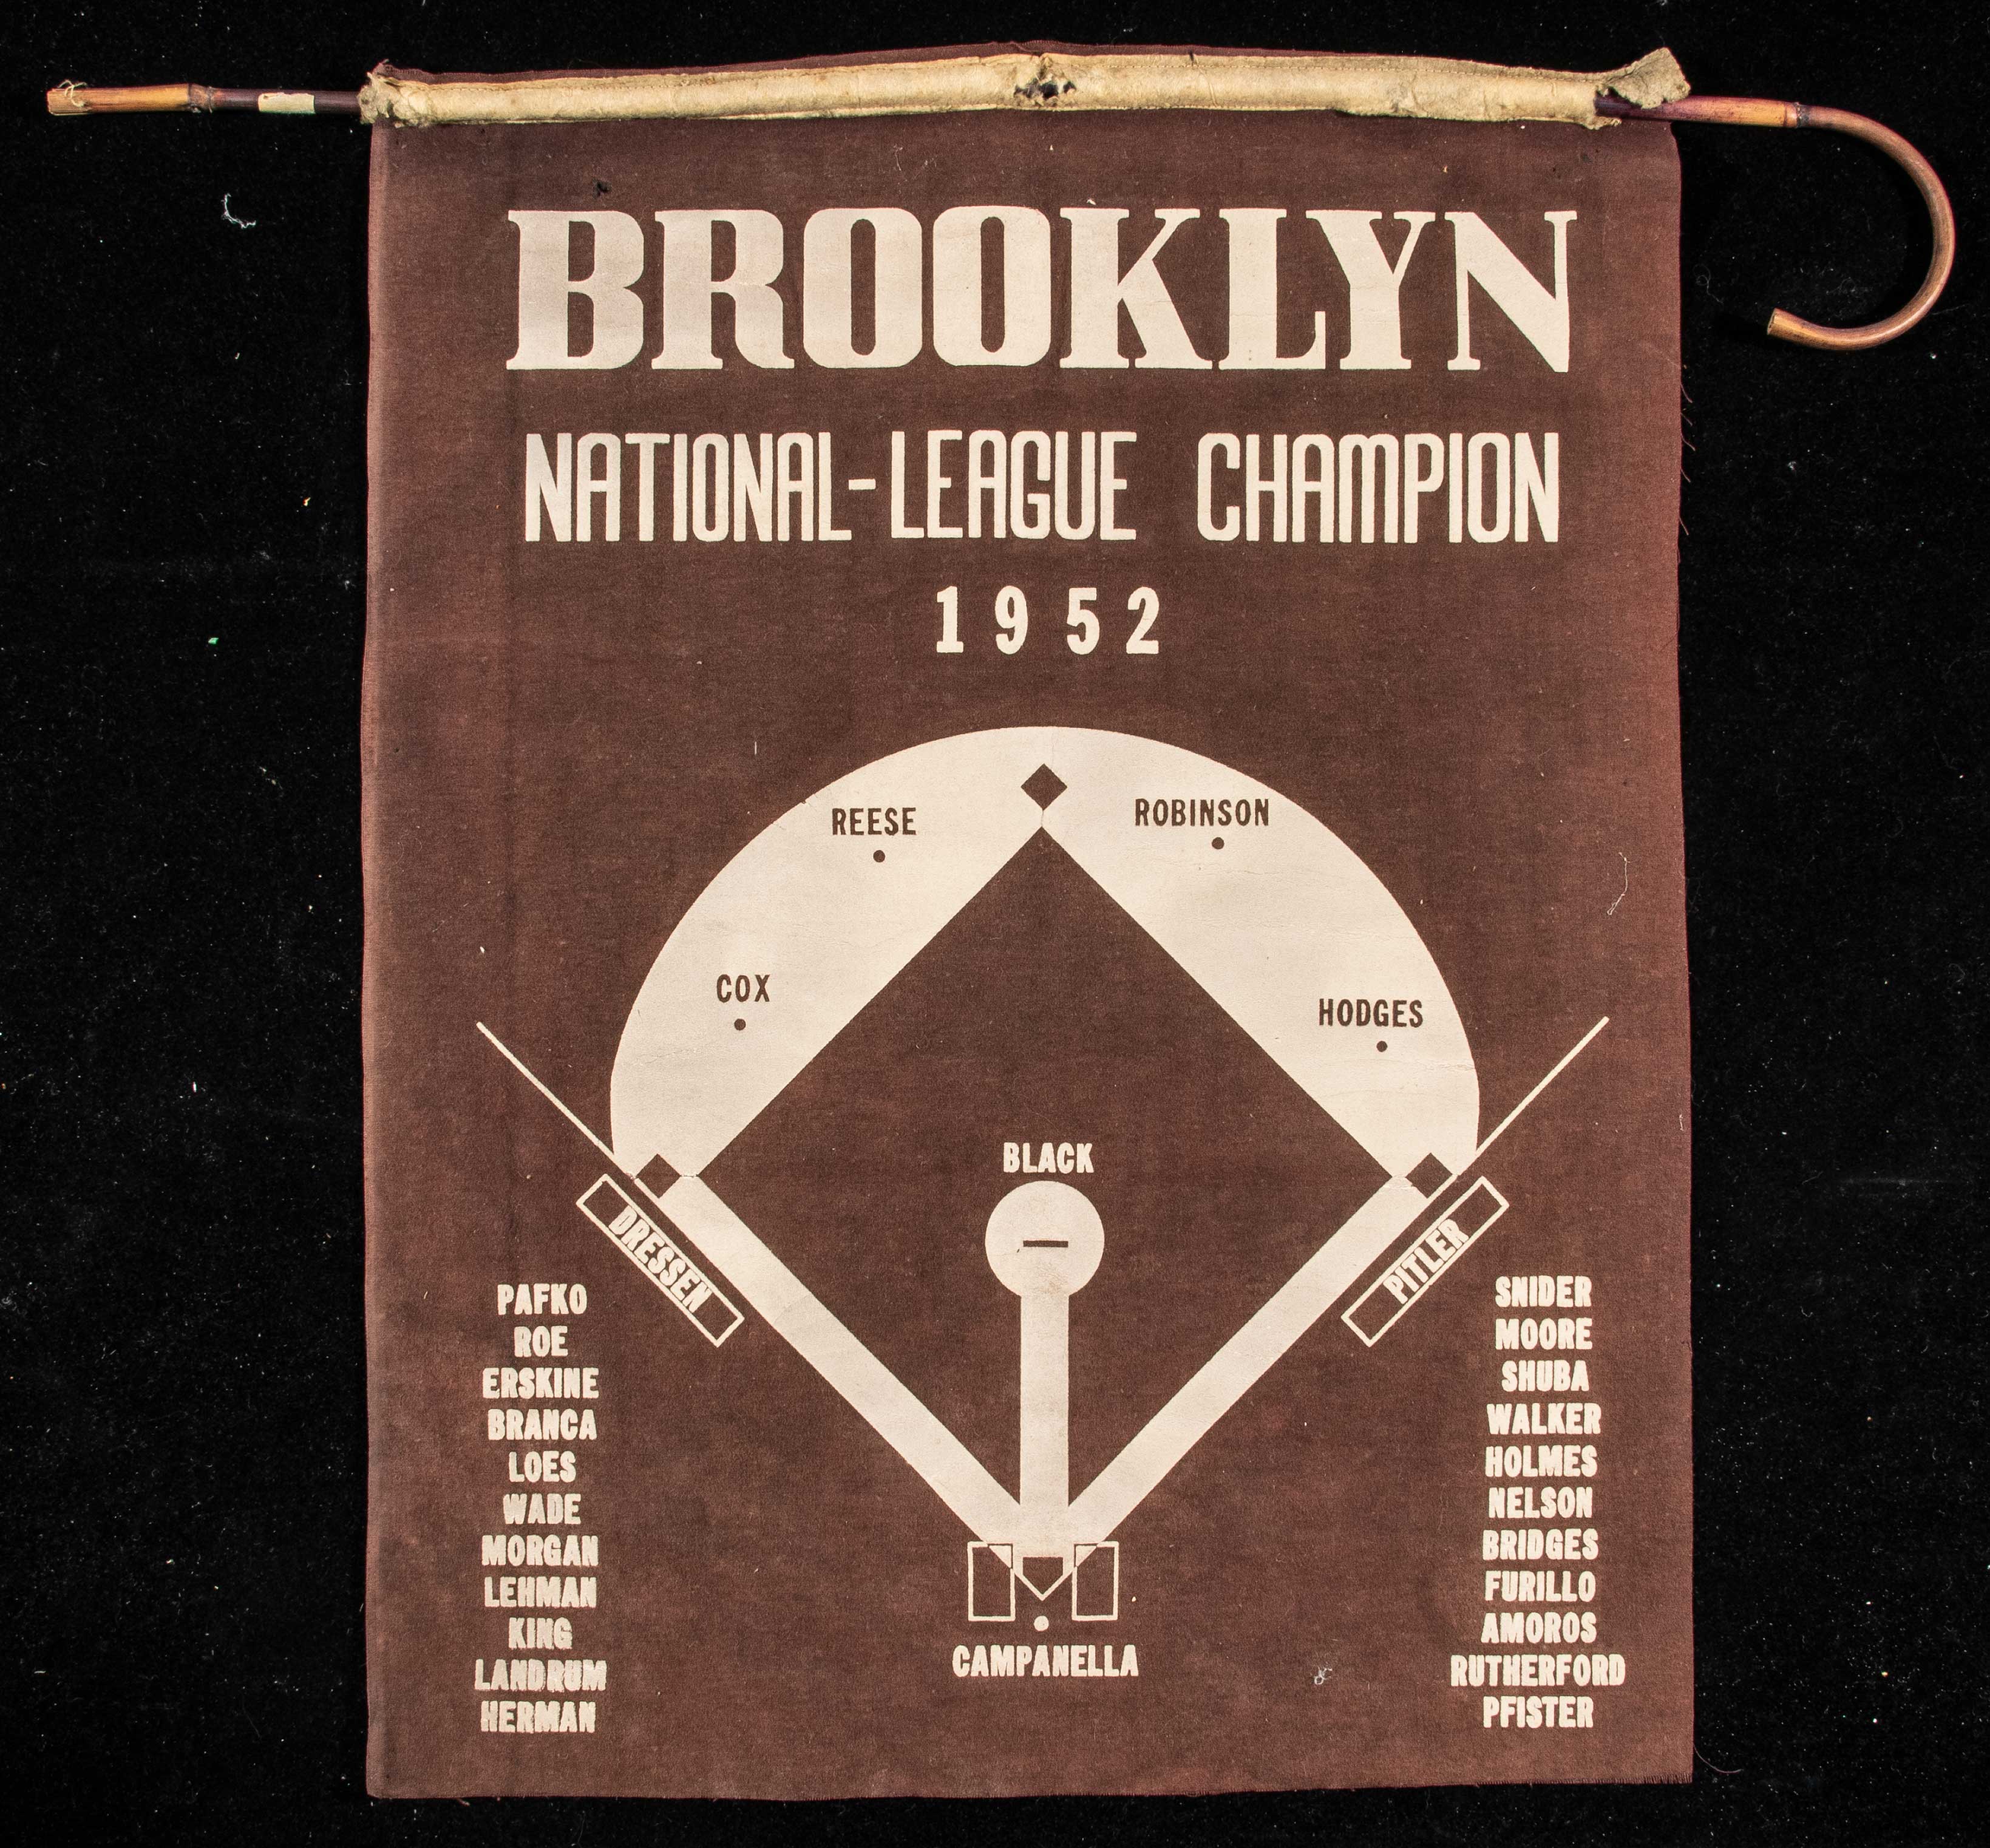 BROOKLYN
NATIONAL-LEAGUE CHAMPION
1952
REESE
ROBINSON
COX
HODGES
BLACK
DRESSEN
PITLER
PAFKO
ROE
ERSKINE
BRANCA
LOES
WADE
MORGAN
LEHMAN
KING
LANDRUM
HERMAN
SNIDER
MOORE
SHUBA
WALKER
HOLMES
NELSON
BRIDGES
FURILLO
AMOROS
RUTHERFORD
PFISTER
CAMPANELLA